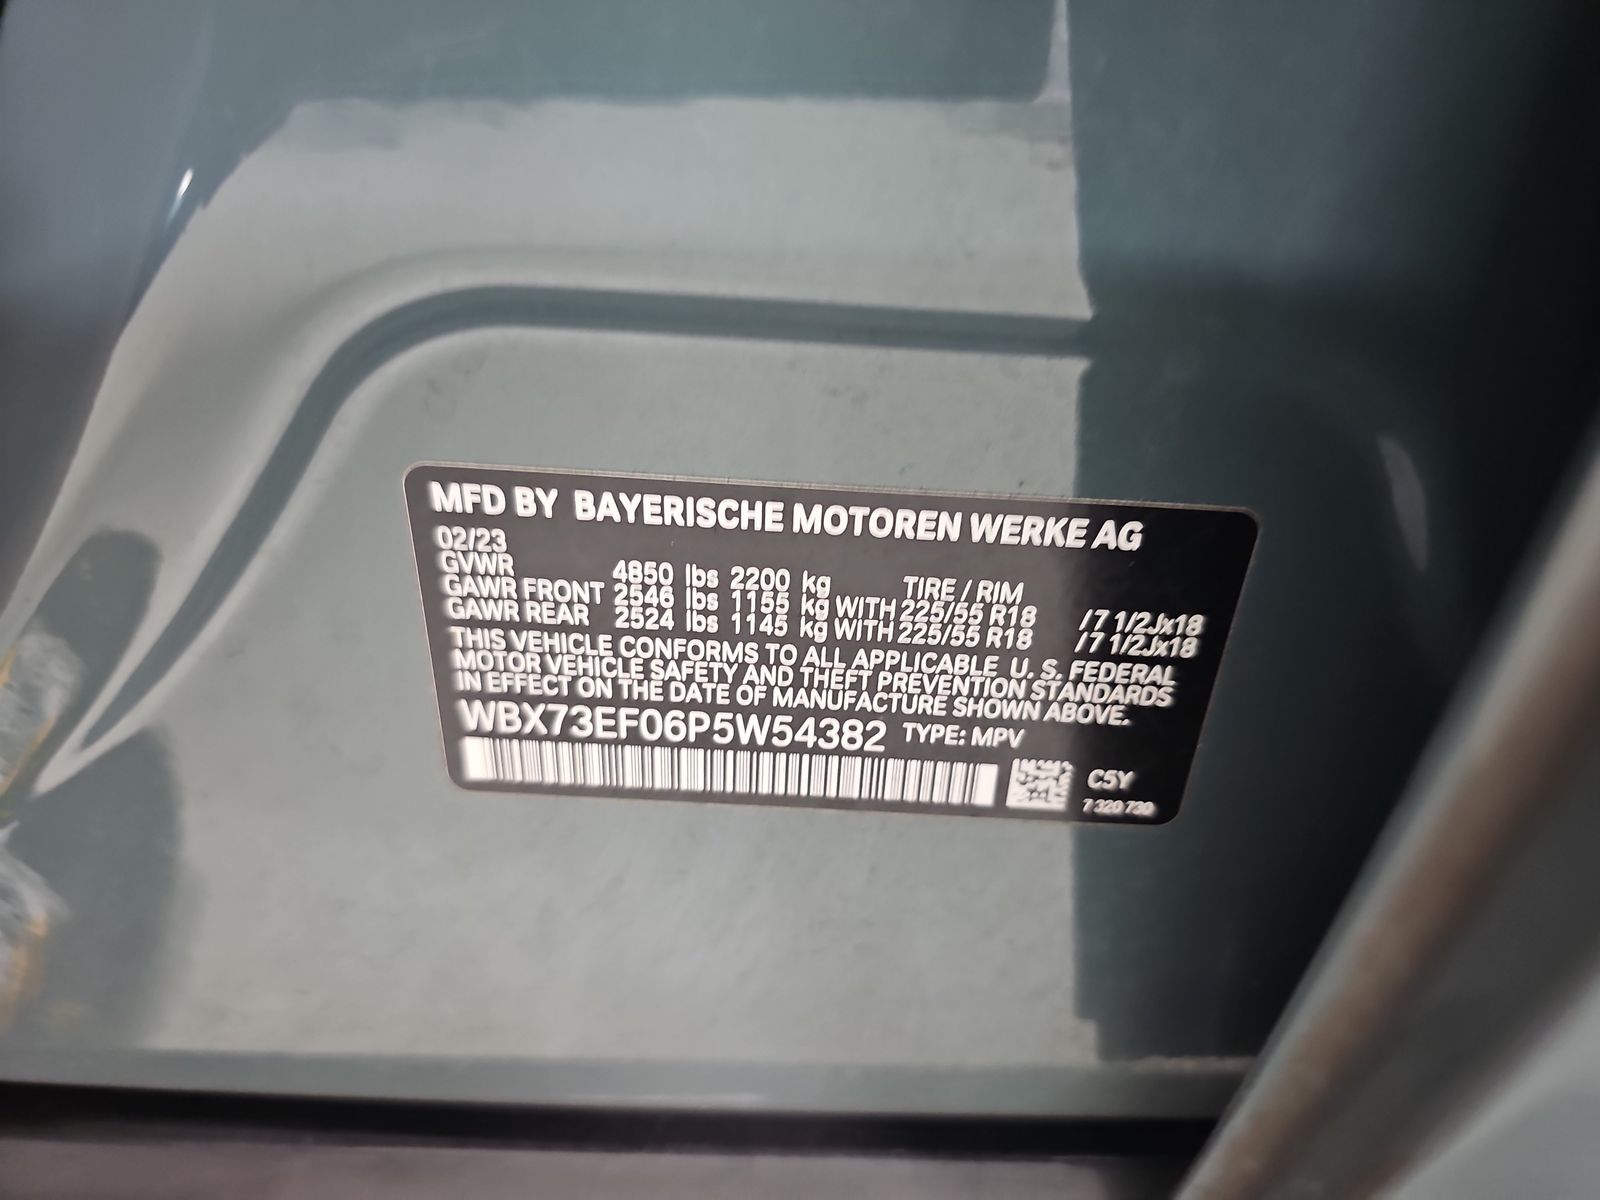 MFD BY BAYERISCHE MOTOREN WERKE AG
02/23
GVWR 4850 lbs 2200 kg TIRE / RIM
GAWR FRONT 2546 lbs 1155 kg WITH 225/55 R18 /7 1/2Jx18
GAWR REAR 2524 lbs 1145 kg WITH 225/55 R18 /7 1/2Jx18
THIS VEHICLE CONFORMS TO ALL APPLICABLE U. S. FEDERAL
MOTOR VEHICLE SAFETY AND THEFT PREVENTION STANDARDS
IN EFFECT ON THE DATE OF MANUFACTURE SHOWN ABOVE.
WBX73EF06P5W54382 TYPE: MPV
C5Y
7 320 730